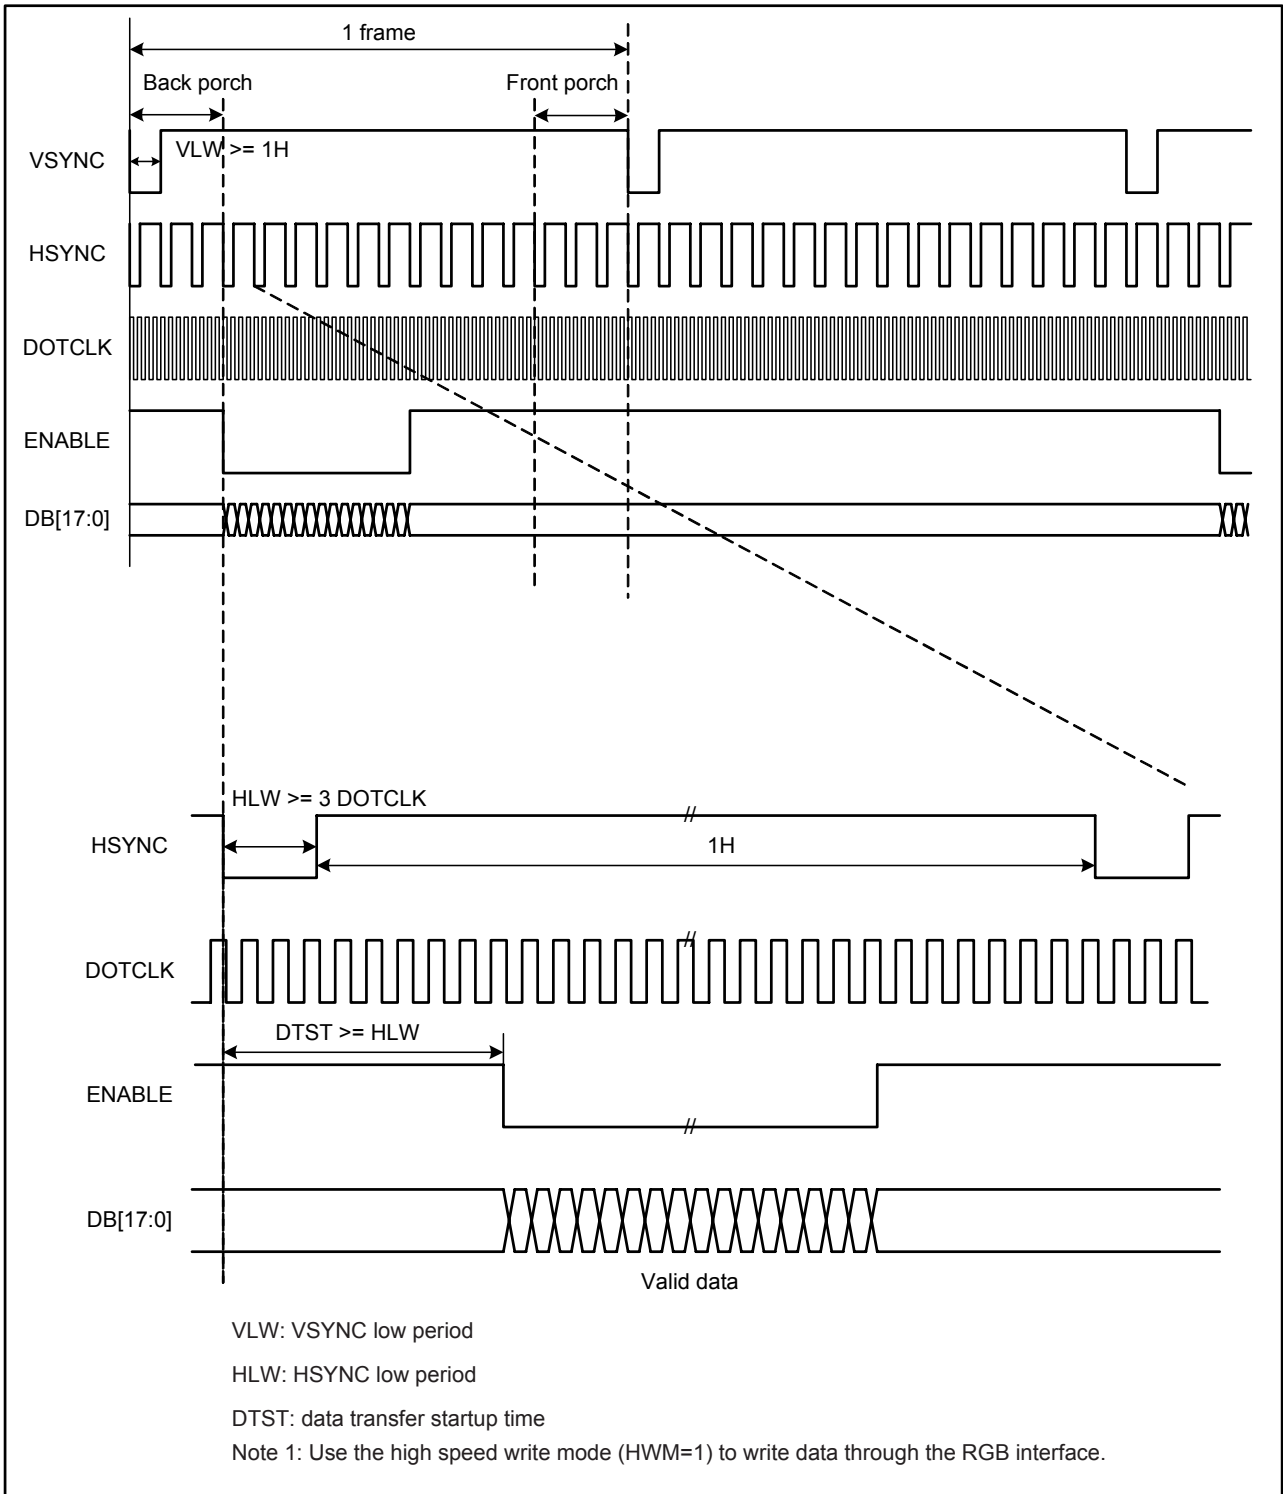 1 frame
Back porch
Front porch
VLW >= 1H
VSYNC
HSYNC
DOTCLK
ENABLE
DB[17:0]
HLW >= 3 DOTCLK
//
HSYNC
1H
//
DOTCLK
DTST >= HLW
ENABLE
//
DB[17:0]
Valid data
VLW: VSYNC low period
HLW: HSYNC low period
DTST: data transfer startup time
Note 1: Use the high speed write mode (HWM=1) to write data through the RGB interface.